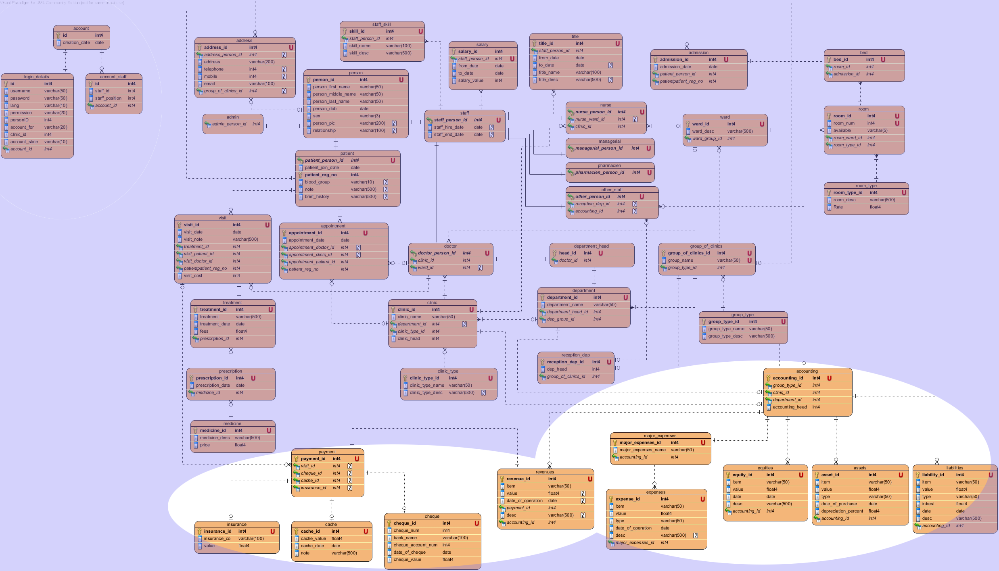 Visual Paradigm for UML Community Edition [not for commercial use]
account
id int4
creation_date date
login_details
id int4
username varchar(50)
password varchar(50)
lang varchar(10)
permission varchar(20)
personID int4
account_for varchar(20)
clinic_id int4
account_state varchar(10)
account_id int4
account_staff
id int4
staff_id int4
staff_position int4
account_id int4
address
address_id int4 U
address_person_id int4 N
address varchar(200)
telephone int4 N
mobile int4 N
email varchar(100)
group_of_clinics_id int4 N
admin
admin_person_id int4
staff_skill
skill_id int4 U
staff_person_id int4
skill_name varchar(100)
skill_desc varchar(500)
person
person_id int4 U
person_first_name varchar(50)
person_middle_name varchar(50)
person_last_name varchar(50)
person_dob date
sex varchar(3)
person_pic varchar(200) N
relationship varchar(100) N
salary
salary_id int4
staff_person_id int4 U
from_date date
to_date date
salary_value int4
title
title_id int4 U
staff_person_id int4
from_date date
to_date date N
title_name varchar(100)
title_desc varchar(500) N
admission
admission_id int4 U
admission_date date
patient_person_id int4
patientpatient_reg_no int4
bed
bed_id int4 U
room_id int4
admission_id int4
staff
staff_person_id int4 U
staff_hire_date date N
staff_end_date date N
nurse
nurse_person_id int4 U
nurse_ward_id int4 N
clinic_id int4
ward
ward_id int4 U
ward_desc varchar(500)
ward_group_id int4
room
room_id int4 U
room_num int4 U
available varchar(5)
room_ward_id int4
room_type_id int4
managerial
managerial_person_id int4 U
pharmacien
pharmacien_person_id int4 U
other_staff
other_person_id int4 U
reception_dep_id int4 N
accounting_id int4 N
room_type
room_type_id int4 U
room_desc varchar(500)
Rate float4
patient
patient_person_id int4 U
patient_join_date date
patient_reg_no int4
blood_group varchar(10) N
note varchar(500) N
brief_history varchar(500) N
visit
visit_id int4 U
visit_date date
visit_note varchar(500)
treatment_id int4
visit_patient_id int4
visit_doctor_id int4
patientpatient_reg_no int4
visit_cost int4
appointment
appointment_id int4 U
appointment_date date
appointment_doctor_id int4 N
appointment_clinic_id int4 N
appointment_patient_id int4
patient_reg_no int4
doctor
doctor_person_id int4 U
clinic_id int4
ward_id int4 N
department_head
head_id int4 U
doctor_id int4
group_of_clinics
group_of_clinics_id int4 U
group_name varchar(50) U
group_type_id int4
treatment
treatment_id int4 U
treatment varchar(500)
treatment_date date
fees float4
prescription_id int4
clinic
clinic_id int4 U
clinic_name varchar(50)
department_id int4 N
clinic_type_id int4
clinic_head int4
department
department_id int4 U
department_name varchar(50)
department_head_id int4
dep_group_id int4
group_type
group_type_id int4 U
group_type_name varchar(50)
group_type_desc varchar(500)
prescription
prescription_id int4 U
prescription_date date
medicine_id int4
clinic_type
clinic_type_id int4 U
clinic_type_name varchar(50)
clinic_type_desc varchar(500) N
reception_dep
reception_dep_id int4 U
dep_head int4
group_of_clinics_id int4
accounting
accounting_id int4 U
group_type_id int4
clinic_id int4
department_id int4
accounting_head int4
medicine
medicine_id int4 U
medicine_desc varchar(500)
price float4
payment
payment_id int4 U
visit_id int4 N
cheque_id int4 N
cache_id int4 N
insurance_id int4 N
major_expenses
major_expenses_id int4 U
major_expenses_name varchar(50)
accounting_id int4
insurance
insurance_id int4 U
insurance_co varchar(100)
value float4
cache
cache_id int4 U
cache_value float4
cache_date date
note varchar(500)
cheque
cheque_id int4 U
cheque_num int4
bank_name varchar(100)
cheque_account_num int4
date_of_cheque date
cheque_value float4
revenues
revenue_id int4 U
item varchar(50)
value float4 N
date_of_operation date N
payment_id int4
desc varchar(500) N
accounting_id int4
expenses
expense_id int4 U
item varchar(50)
vlaue float4
type varchar(50)
date_of_operation date
desc varchar(500) N
major_expenses_id int4
equities
equity_id int4 U
item varchar(50)
value float4
date date
desc varchar(500)
accounting_id int4
assets
asset_id int4 U
item varchar(50)
value float4
type varchar(50)
date_of_purchase date
depreciation_percent float4
accounting_id int4
liabilities
liability_id int4 U
item varchar(50)
value float4
type varchar(50)
intrest float4
date date
desc varchar(500)
accounting_id int4